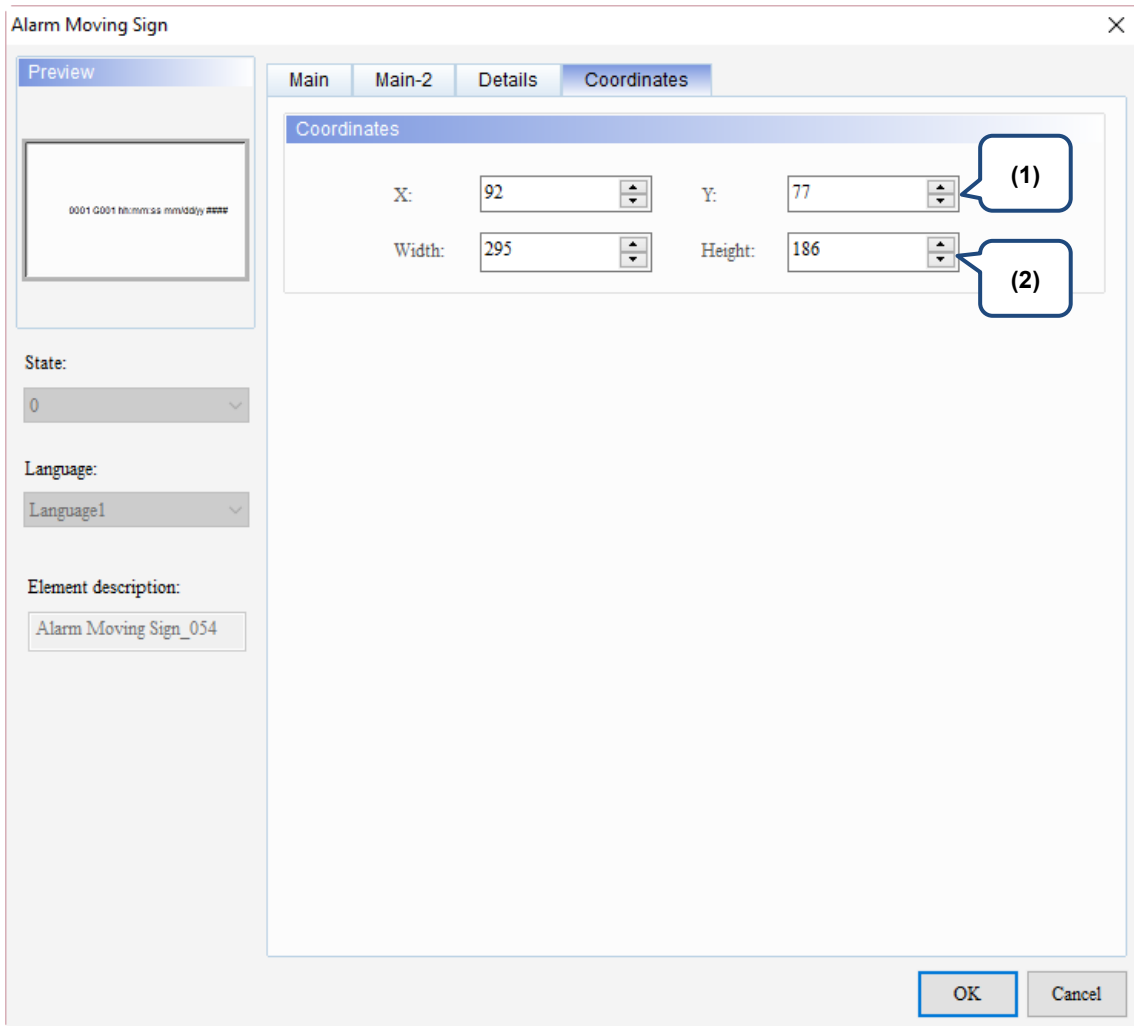 Alarm Moving Sign
Preview
0001 G001 hh:mm:ss mm/dd/yy ####
State:
0
Language:
Language1
Element description:
Alarm Moving Sign_054
Main Main-2 Details Coordinates
Coordinates
X: 92 Y: 77 (1)
Width: 295 Height: 186 (2)
OK Cancel